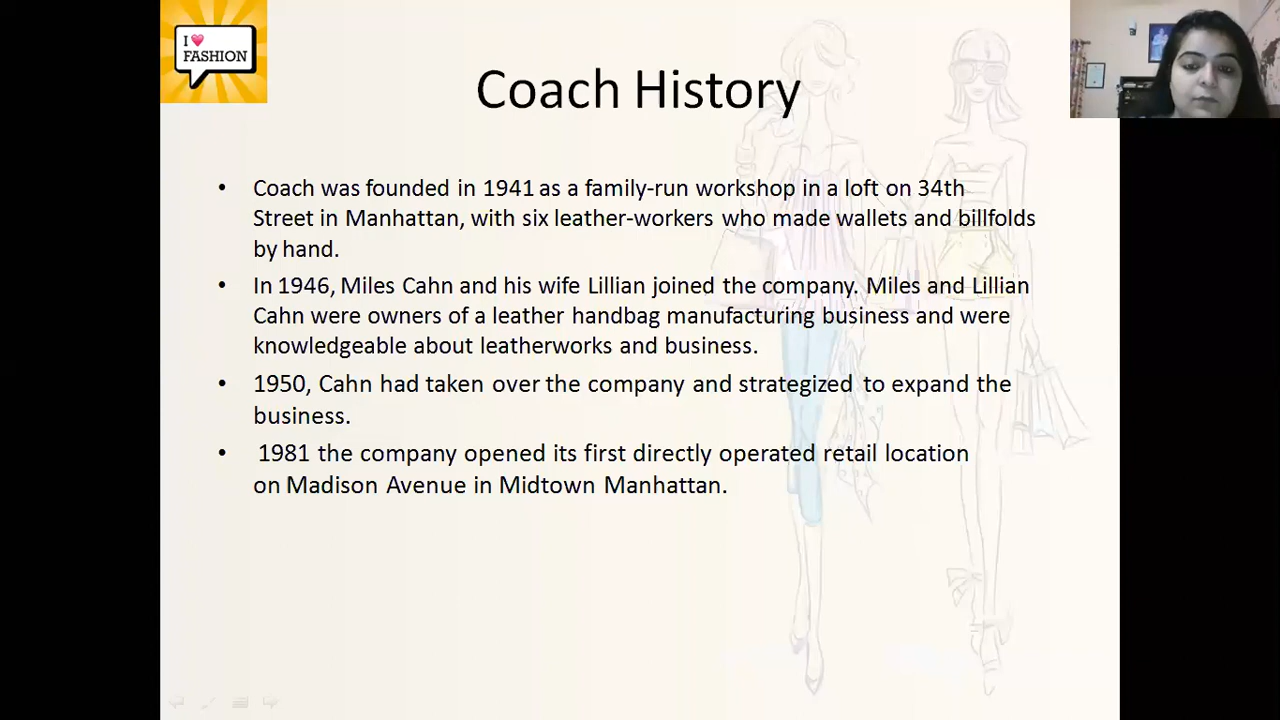 I
FASHION
Coach History
• Coach was founded in 1941 as a family-run workshop in a loft on 34th
Street in Manhattan, with six leather-workers who made wallets and billfolds
by hand.
• In 1946, Miles Cahn and his wife Lillian joined the company. Miles and Lillian
Cahn were owners of a leather handbag manufacturing business and were
knowledgeable about leatherworks and business.
• 1950, Cahn had taken over the company and strategized to expand the
business.
• 1981 the company opened its first directly operated retail location
on Madison Avenue in Midtown Manhattan.